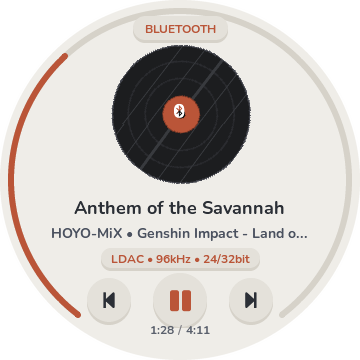 BLUETOOTH
Anthem of the Savannah
HOYO-MiX • Genshin Impact - Land o...
LDAC • 96kHz • 24/32bit
1:28 / 4:11